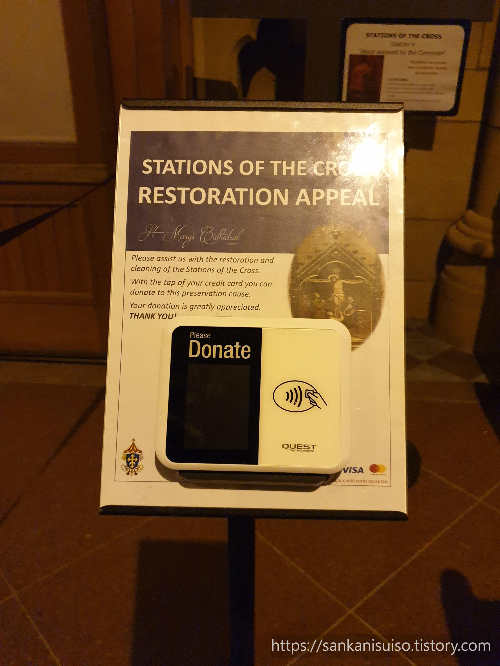 STATIONS OF THE CROSS
STATIONS OF THE CRO
RESTORATION APPEAL
St Mary's Cathedral
Please assist us with the restoration and
cleaning of the Stations of the Cross.
With the tap of your credit card you can
donate to this preservation cause.
Your donation is greatly appreciated.
THANK YOU!
Please
Donate
QUEST
VISA
https://sankanisuiso.tistory.com